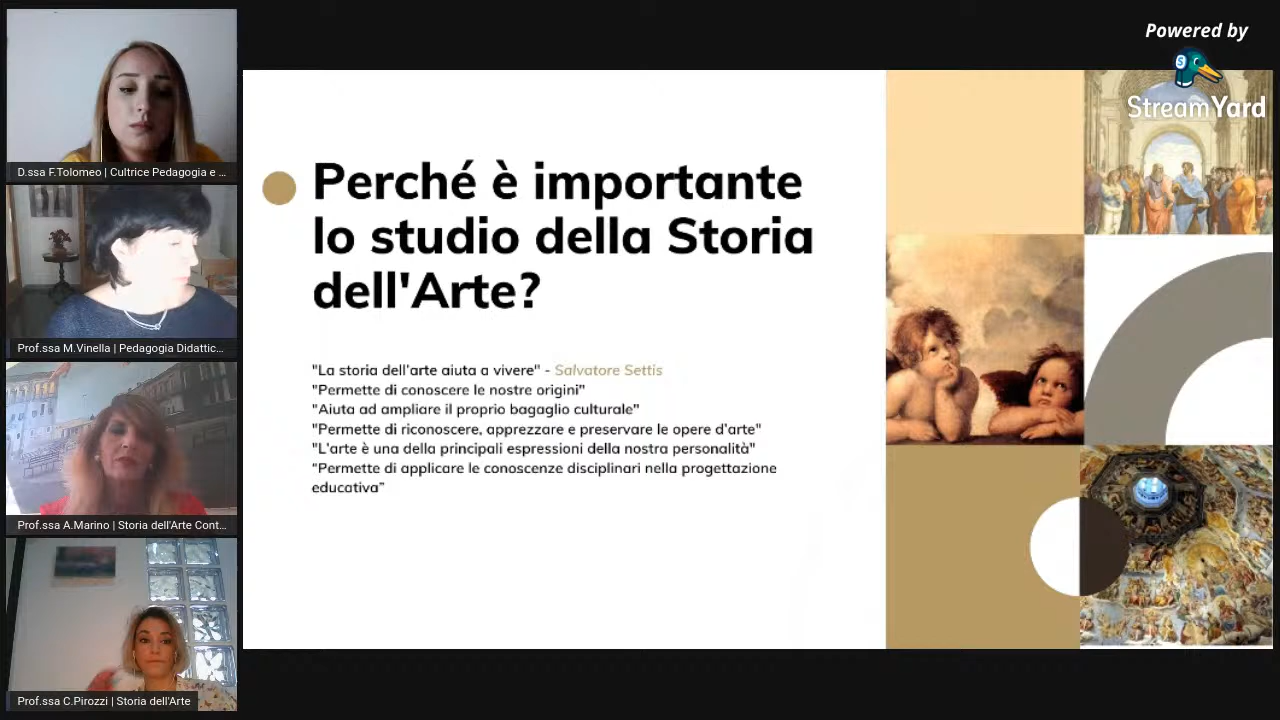 Powered by
StreamYard
D.ssa F.Tolomeo | Cultrice Pedagogia e ...
Prof.ssa M.Vinella | Pedagogia Didattic...
Prof.ssa A.Marino | Storia dell'Arte Cont...
Prof.ssa C.Pirozzi | Storia dell'Arte
Perché è importante
lo studio della Storia
dell'Arte?
"La storia dell'arte aiuta a vivere" - Salvatore Settis
"Permette di conoscere le nostre origini"
"Aiuta ad ampliare il proprio bagaglio culturale"
"Permette di riconoscere, apprezzare e preservare le opere d'arte"
"L'arte è una della principali espressioni della nostra personalità"
"Permette di applicare le conoscenze disciplinari nella progettazione
educativa"